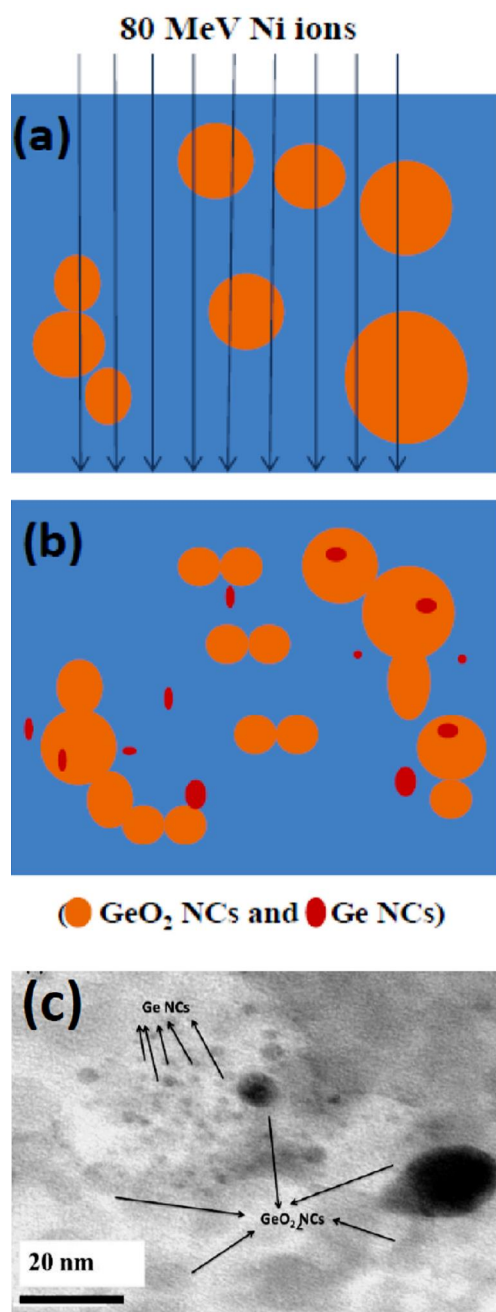 80 MeV Ni ions
(a)
(b)
( GeO₂ NCs and Ge NCs)
(c)
Ge NCs
GeO₂ NCs
20 nm